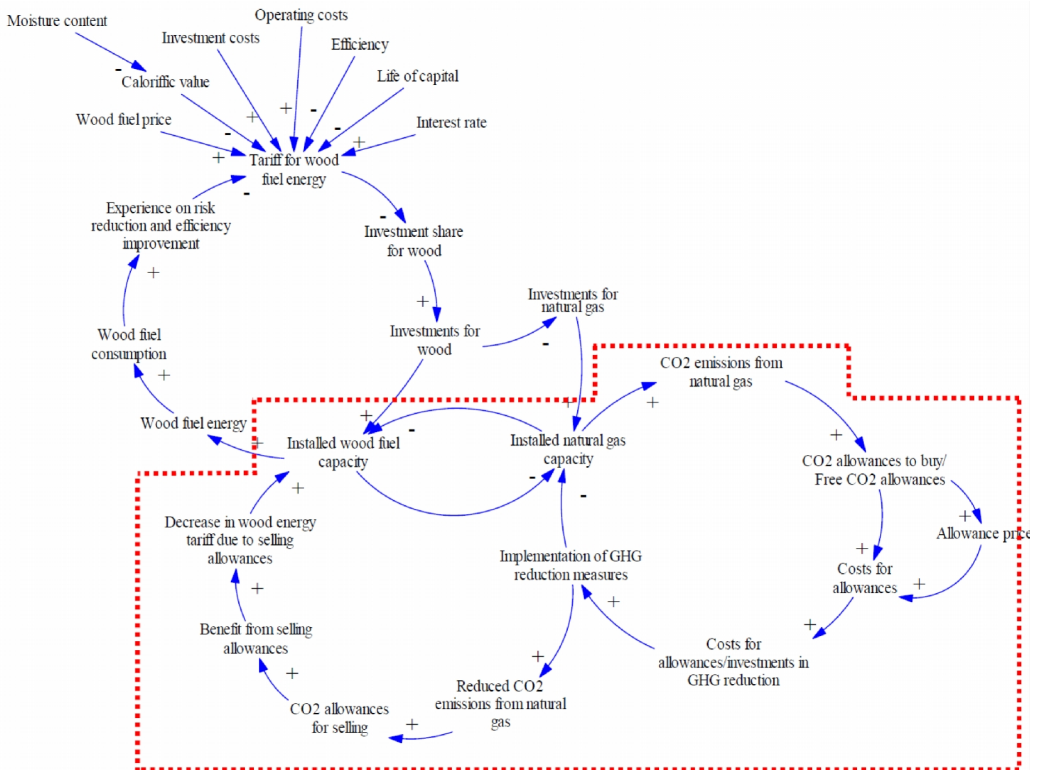 Operating costs
Moisture content
Investment costs
Efficiency
Life of capital
-
Caloriffic value
Wood fuel price
+
+
-
-
Interest rate
-
+
+
Tariff for wood
fuel energy
-
Experience on risk
reduction and efficiency
improvement
-
Investment share
for wood
+
+
Investments for
natural gas
Wood fuel
consumption
Investments for
wood
-
+
CO2 emissions from
natural gas
+
+
+
Wood fuel energy
-
+
+
Installed wood fuel
capacity
Installed natural gas
capacity
CO2 allowances to buy/
Free CO2 allowances
-
-
+
+
Decrease in wood energy
tariff due to selling
allowances
Allowance price
+
Implementation of GHG
reduction measures
Costs for
allowances
+
+
+
+
Benefit from selling
allowances
Costs for
allowances/investments in
GHG reduction
+
+
Reduced CO2
emissions from natural
gas
CO2 allowances
for selling
+